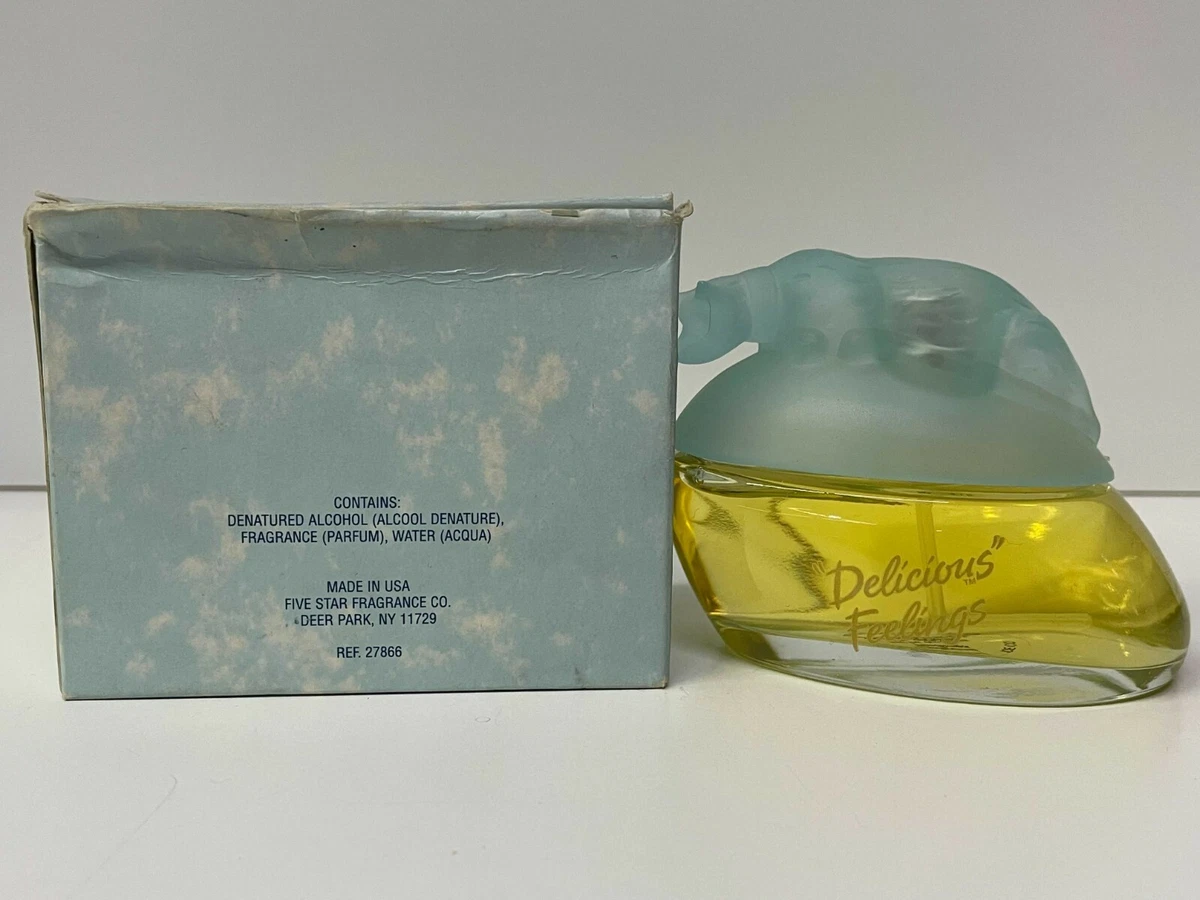 CONTAINS:
DENATURED ALCOHOL (ALCOOL DENATURE),
FRAGRANCE (PARFUM), WATER (ACQUA)
MADE IN USA
FIVE STAR FRAGRANCE CO.
DEER PARK, NY 11729
REF. 27866
"Delicious"™
Feelings